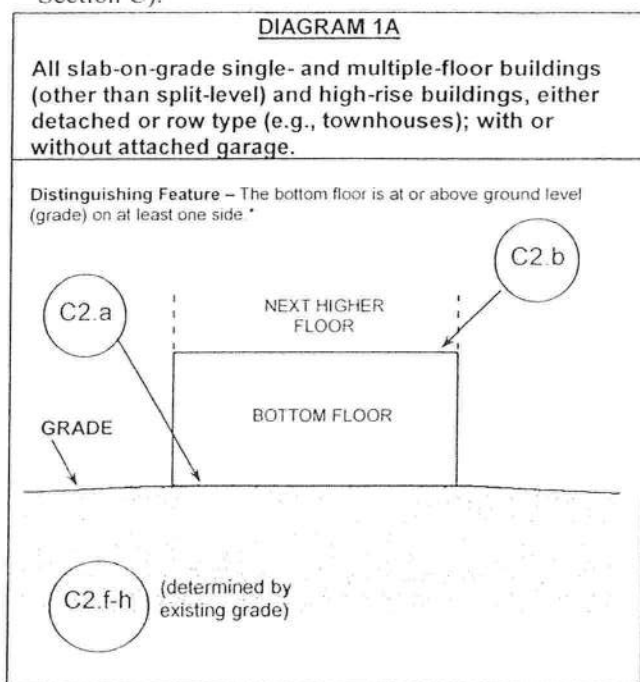 Section C).
DIAGRAM 1A
All slab-on-grade single- and multiple-floor buildings
(other than split-level) and high-rise buildings, either
detached or row type (e.g., townhouses); with or
without attached garage.
Distinguishing Feature – The bottom floor is at or above ground level
(grade) on at least one side *
C2.b
C2.a
NEXT HIGHER
FLOOR
BOTTOM FLOOR
GRADE
C2.f-h
(determined by
existing grade)